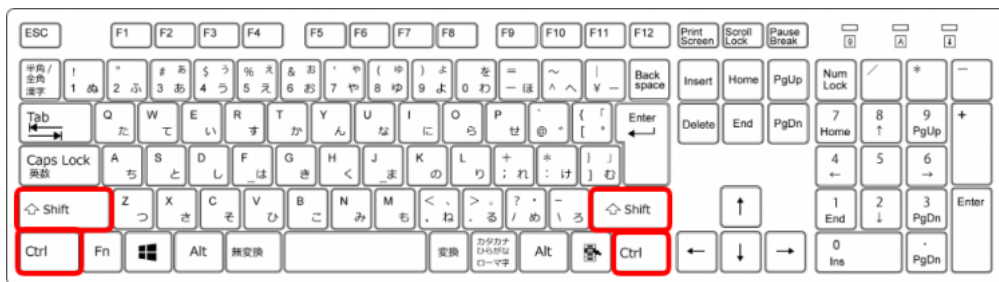 ESC F1 F2 F3 F4 F5 F6 F7 F8 F9 F10 F11 F12 Print Screen Scroll Lock Pause Break 9 A
半角/全角 漢字 ! 1 ぬ " 2 ふ # ぁ 3 あ $ ぅ 4 う % ぇ 5 え & ぉ 6 お ' ゃ 7 や ( ゅ 8 ゆ ) ょ 9 よ を 0 わ = - ほ ~ ^ へ | ¥ ー Back space Insert Home PgUp Num Lock / * -
Tab Q た W て E い R す T か Y ん U な I に O ら P せ @ ゛ { 「 [ ° Enter Delete End PgDn 7 Home 8 ↑ 9 PgUp +
Caps Lock 英数 A ち S と D し F _は G き H く J _ま K の L り + ; れ * : け } 」 ] む 4 ← 5 6 →
Shift Z つ X さ C そ V ひ B こ N み M も < 、 , ね > 。 . る ? ・ / め \ ろ Shift ↑ 1 End 2 ↓ 3 PgDn Enter
Ctrl Fn Alt 無変換 変換 カタカナ ひらがな ローマ字 Alt Ctrl ← ↓ → 0 Ins . PgDn